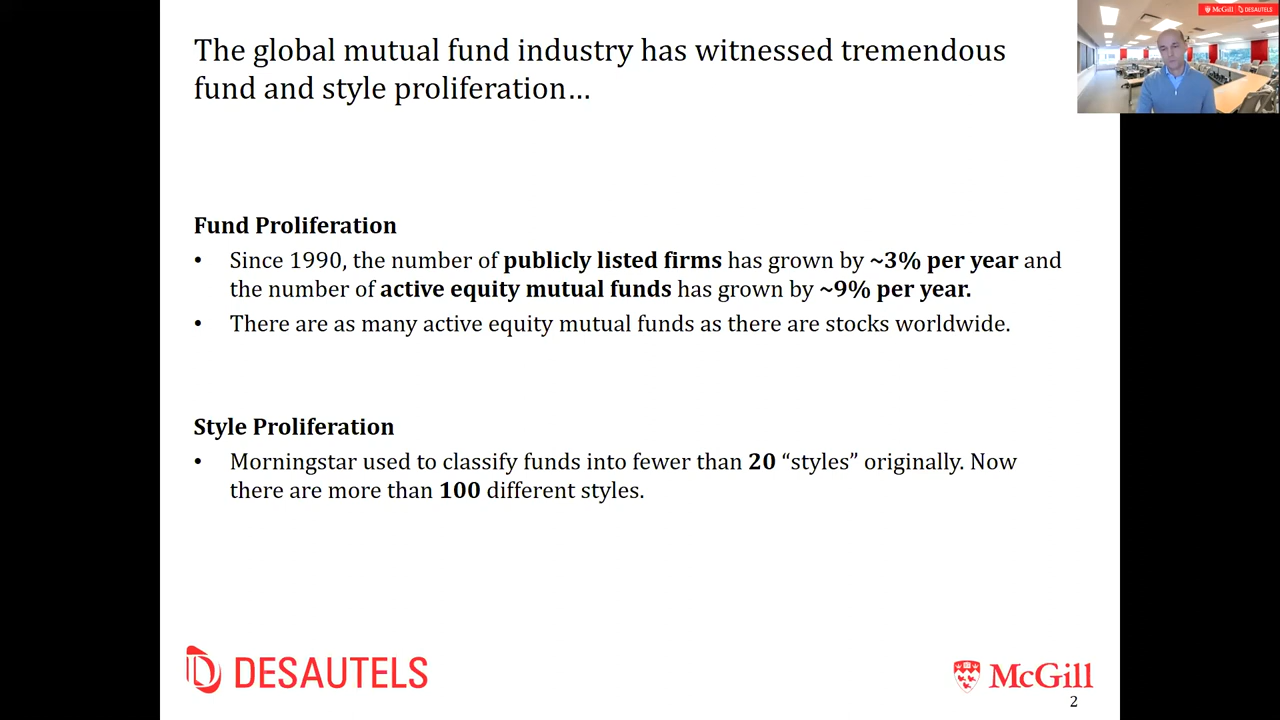 The global mutual fund industry has witnessed tremendous
fund and style proliferation…
McGill DESAUTELS
Fund Proliferation
• Since 1990, the number of publicly listed firms has grown by ~3% per year and
the number of active equity mutual funds has grown by ~9% per year.
• There are as many active equity mutual funds as there are stocks worldwide.
Style Proliferation
• Morningstar used to classify funds into fewer than 20 “styles” originally. Now
there are more than 100 different styles.
DESAUTELS
McGill
2